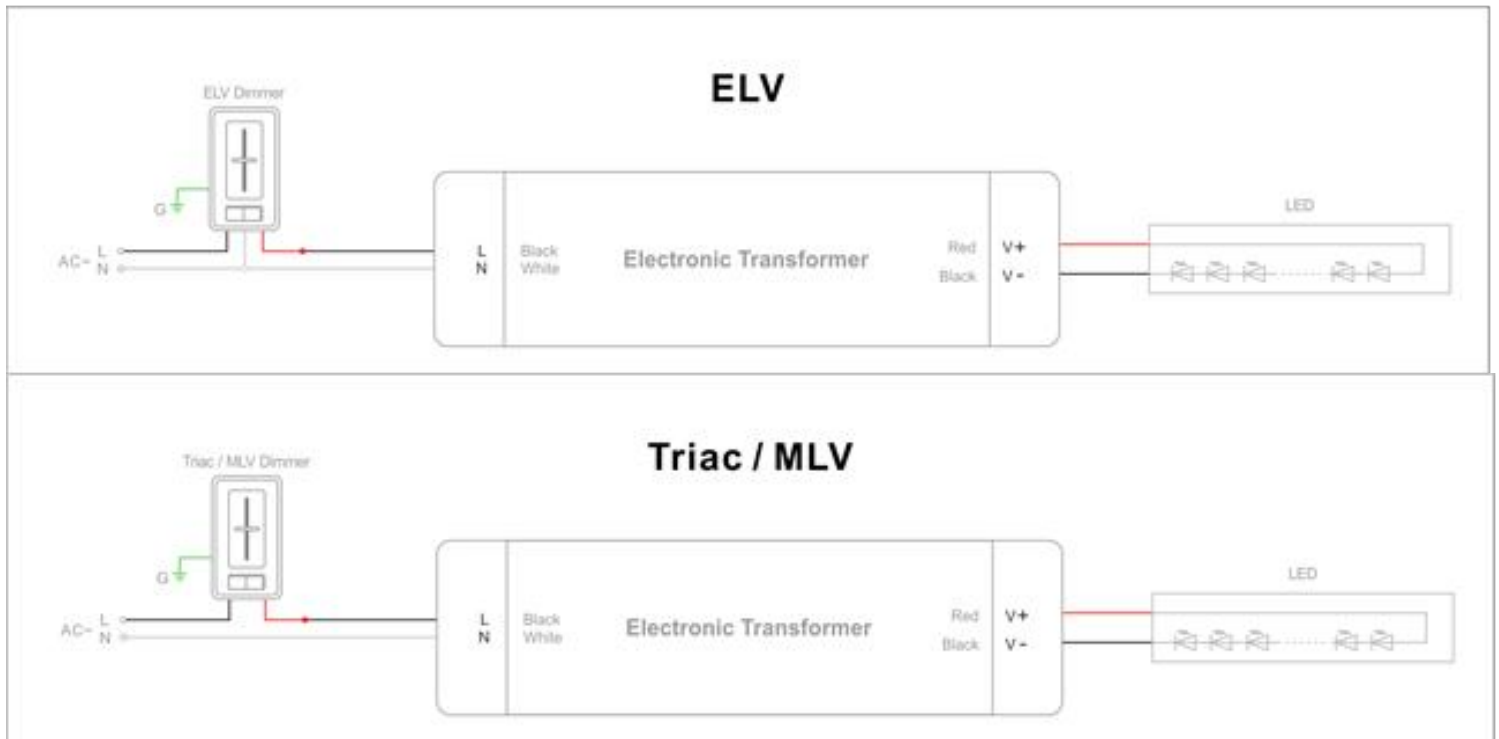 ELV
ELV Dimmer
G
AC~ L
N
L Black
N White
Electronic Transformer
Red V+
Black V-
LED
Triac / MLV
Triac / MLV Dimmer
G
AC~ L
N
L Black
N White
Electronic Transformer
Red V+
Black V-
LED